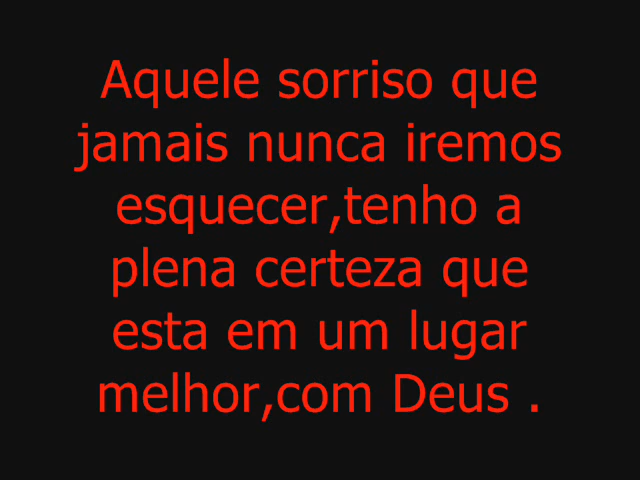 Aquele sorriso que
jamais nunca iremos
esquecer,tenho a
plena certeza que
esta em um lugar
melhor,com Deus .